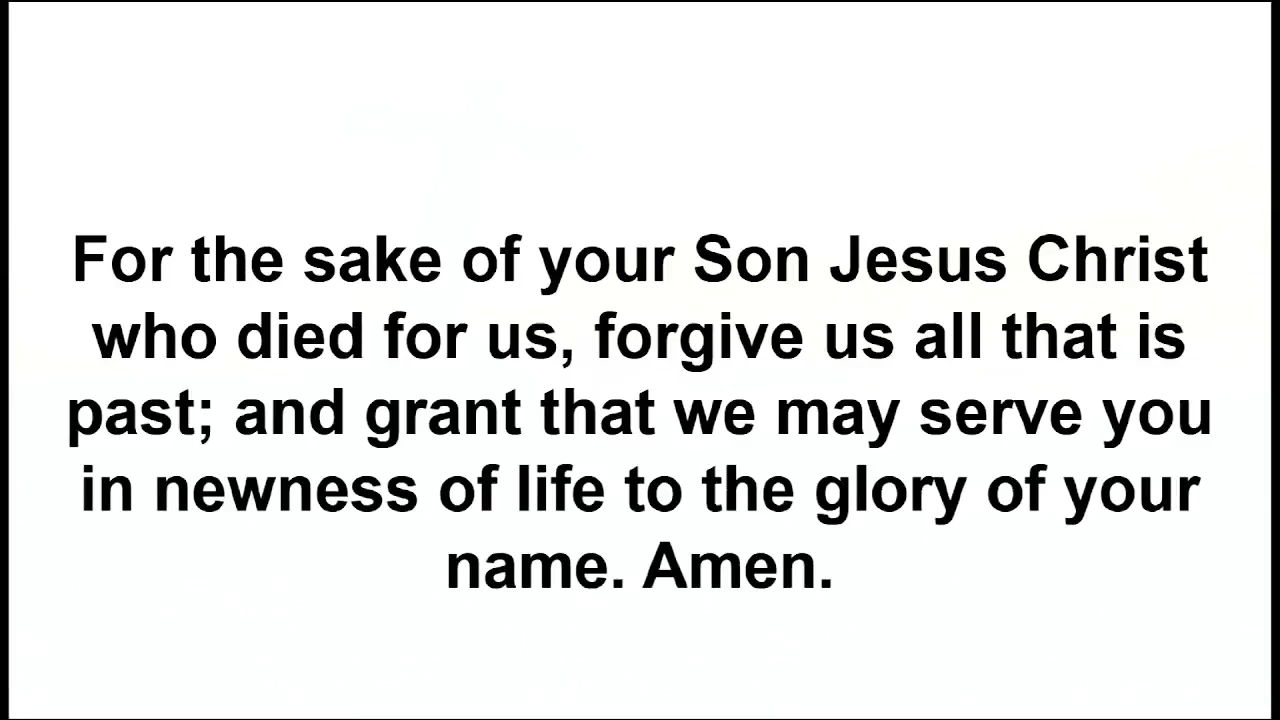 For the sake of your Son Jesus Christ
who died for us, forgive us all that is
past; and grant that we may serve you
in newness of life to the glory of your
name. Amen.